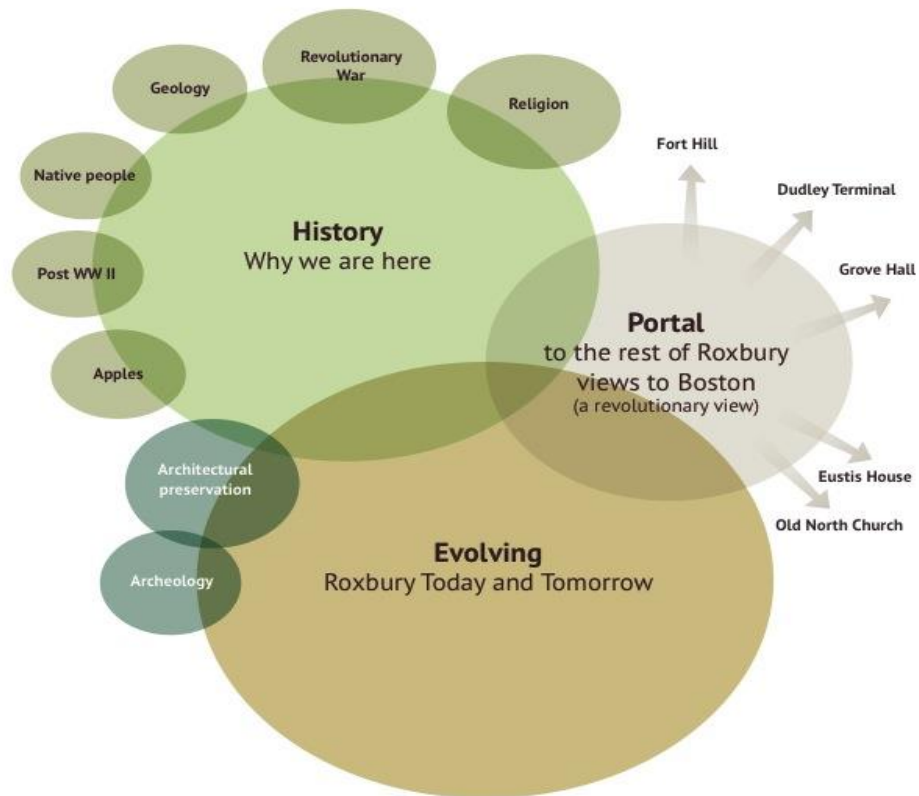 Revolutionary
War
Geology
Religion
Native people
Post WW II
Apples
History
Why we are here
Fort Hill
Dudley Terminal
Grove Hall
Portal
to the rest of Roxbury
views to Boston
(a revolutionary view)
Eustis House
Old North Church
Architectural
preservation
Archeology
Evolving
Roxbury Today and Tomorrow